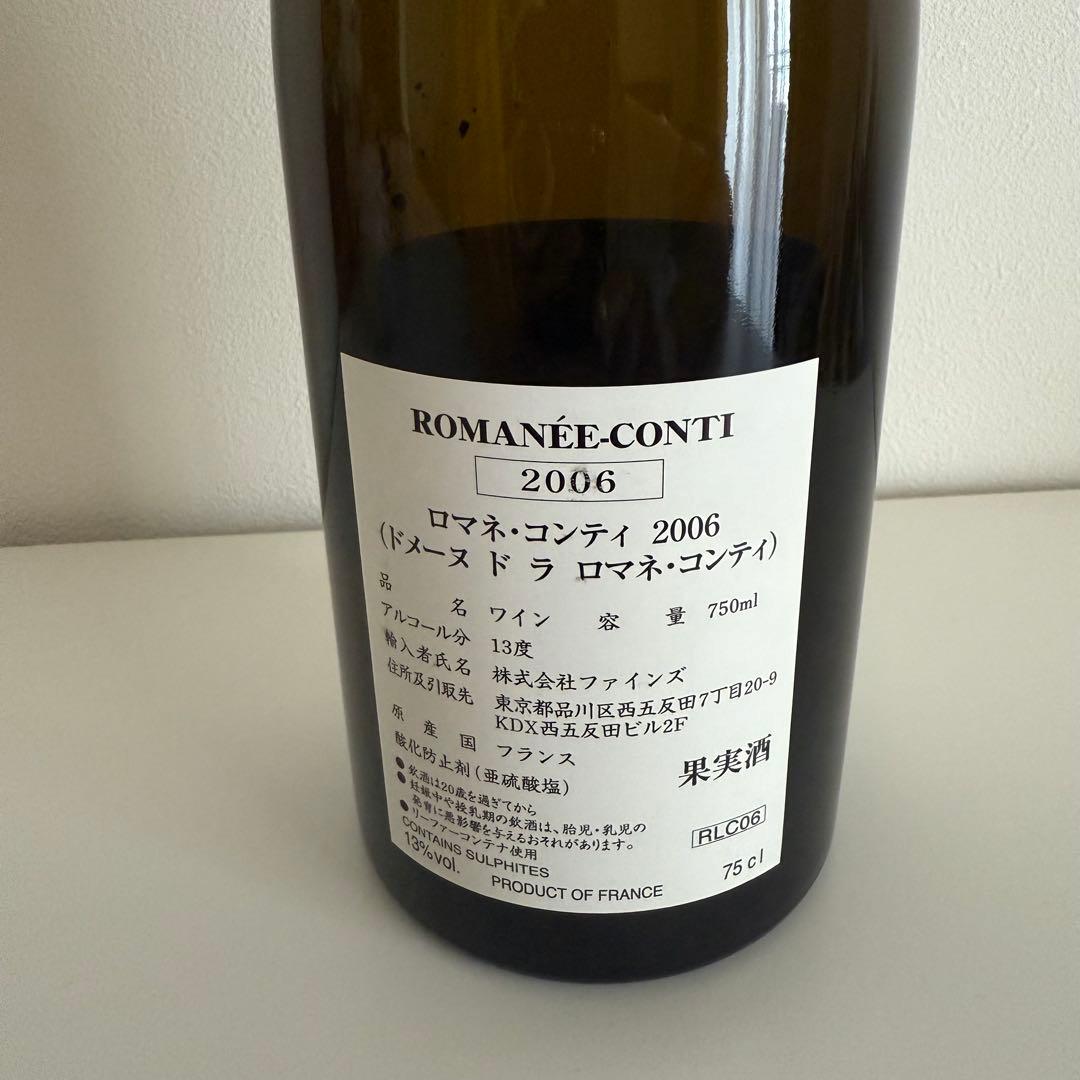 ROMANÉE-CONTI
2006
ロマネ・コンティ 2006
(ドメーヌ ド ラ ロマネ・コンティ)
品名 ワイン 容量 750ml
アルコール分 13度
輸入者氏名 株式会社ファインズ
住所及引取先 東京都品川区西五反田7丁目20-9
KDX西五反田ビル2F
原産国 フランス
酸化防止剤(亜硫酸塩)
果実酒
●飲酒は20歳を過ぎてから
●妊娠中や授乳期の飲酒は、胎児・乳児の
発育に悪影響を与えるおそれがあります。
●リーファーコンテナ使用
RLC06
CONTAINS SULPHITES
13%vol.
PRODUCT OF FRANCE
75 cl